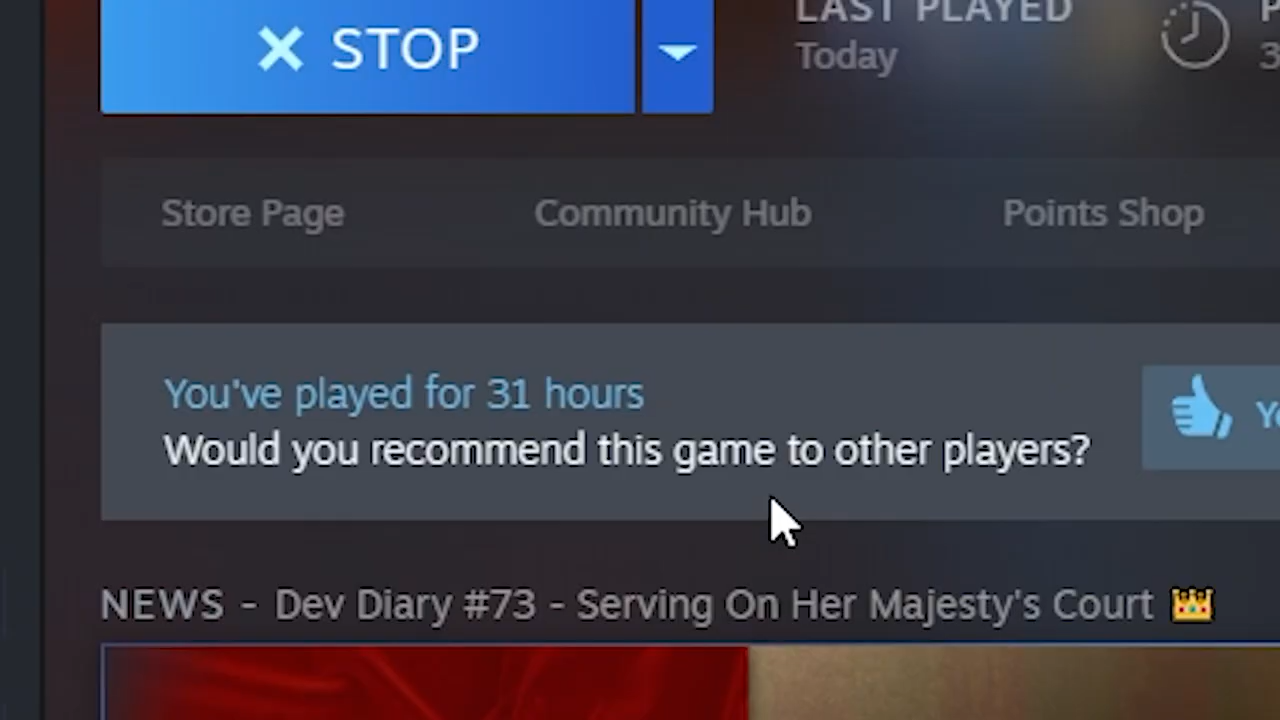 STOP
LAST PLAYED
Today
Store Page
Community Hub
Points Shop
You've played for 31 hours
Would you recommend this game to other players?
NEWS - Dev Diary #73 - Serving On Her Majesty's Court 👑